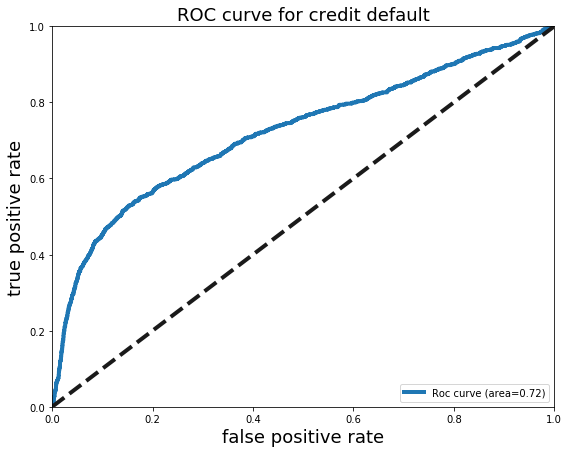 ROC curve for credit default
true positive rate
1.0
0.8
0.6
0.4
0.2
0.0
Roc curve (area=0.72)
0.0 0.2 0.4 0.6 0.8 1.0
false positive rate